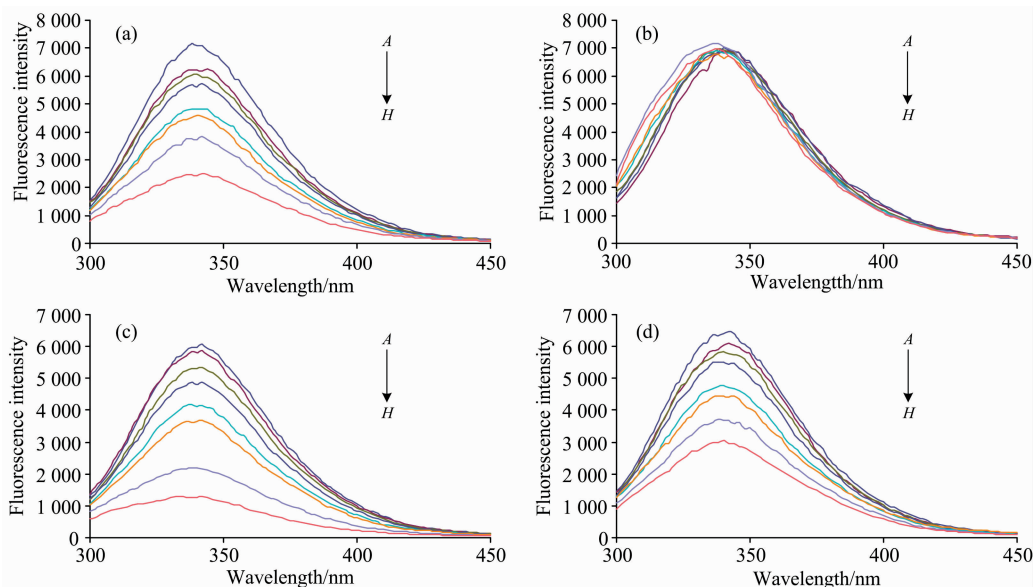 (a)
Fluorescence intensity
8 000
7 000
6 000
5 000
4 000
3 000
2 000
1 000
0
300
350
400
450
Wavelength/nm
A
H
(b)
Fluorescence intensity
8 000
7 000
6 000
5 000
4 000
3 000
2 000
1 000
0
300
350
400
450
Wavelengtth/nm
A
H
(c)
Fluorescence intensity
7 000
6 000
5 000
4 000
3 000
2 000
1 000
0
300
350
400
450
Wavelength/nm
A
H
(d)
Fluorescence intensity
7 000
6 000
5 000
4 000
3 000
2 000
1 000
0
300
350
400
450
Wavelength/nm
A
H